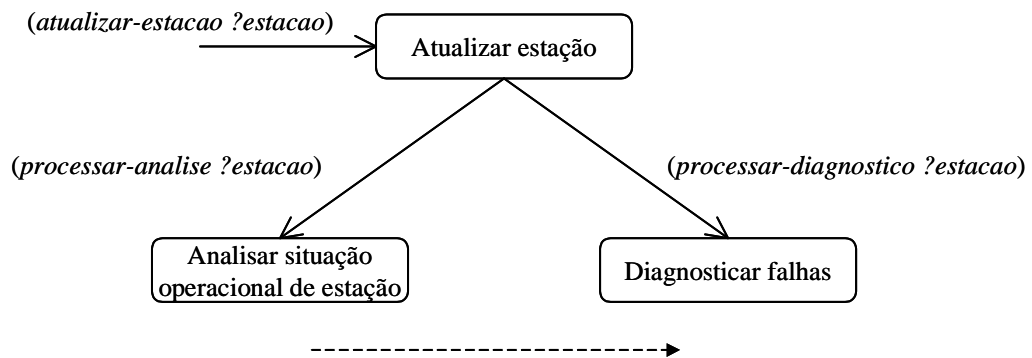 (atualizar-estacao ?estacao)
Atualizar estação
(processar-analise ?estacao)
(processar-diagnostico ?estacao)
Analisar situação
operacional de estação
Diagnosticar falhas